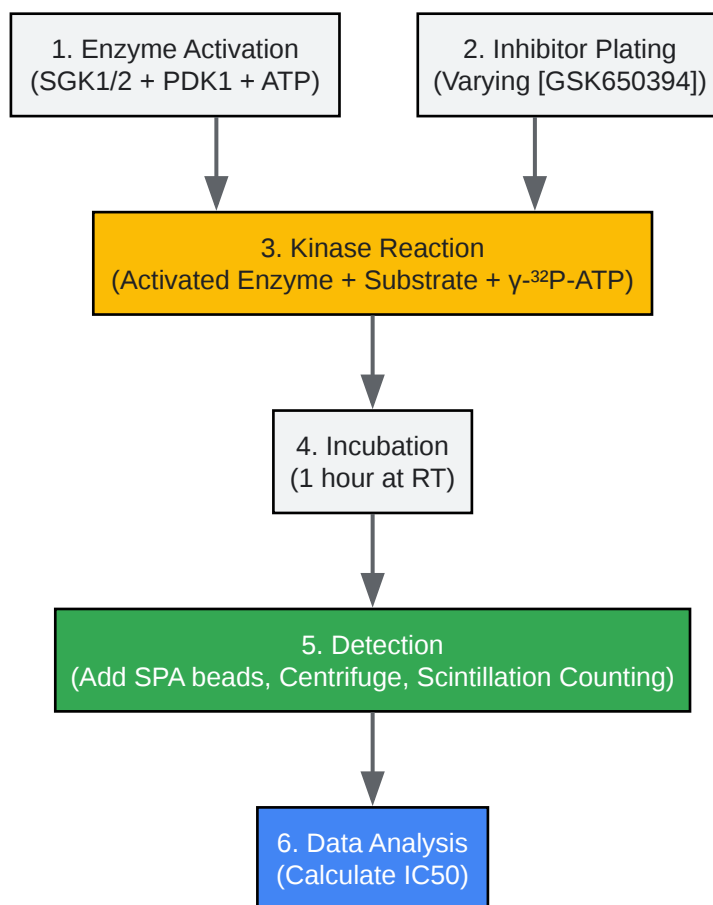 1. Enzyme Activation
(SGK1/2 + PDK1 + ATP)
2. Inhibitor Plating
(Varying [GSK650394])
3. Kinase Reaction
(Activated Enzyme + Substrate + γ-³²P-ATP)
4. Incubation
(1 hour at RT)
5. Detection
(Add SPA beads, Centrifuge, Scintillation Counting)
6. Data Analysis
(Calculate IC50)